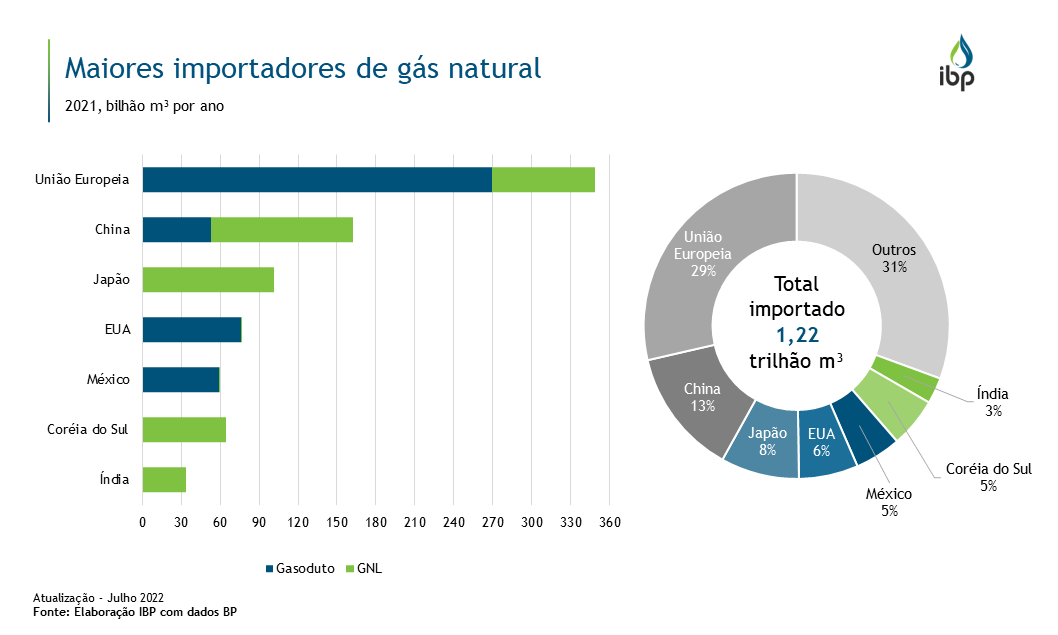 Maiores importadores de gás natural
2021, bilhão m³ por ano
ibp
União Europeia
China
Japão
EUA
México
Coréia do Sul
Índia
0 30 60 90 120 150 180 210 240 270 300 330 360
Gasoduto GNL
União
Europeia
29%
Outros
31%
Total
importado
1,22
trilhão m³
China
13%
Japão
8%
EUA
6%
México
5%
Coréia do Sul
5%
Índia
3%
Atualização - Julho 2022
Fonte: Elaboração IBP com dados BP